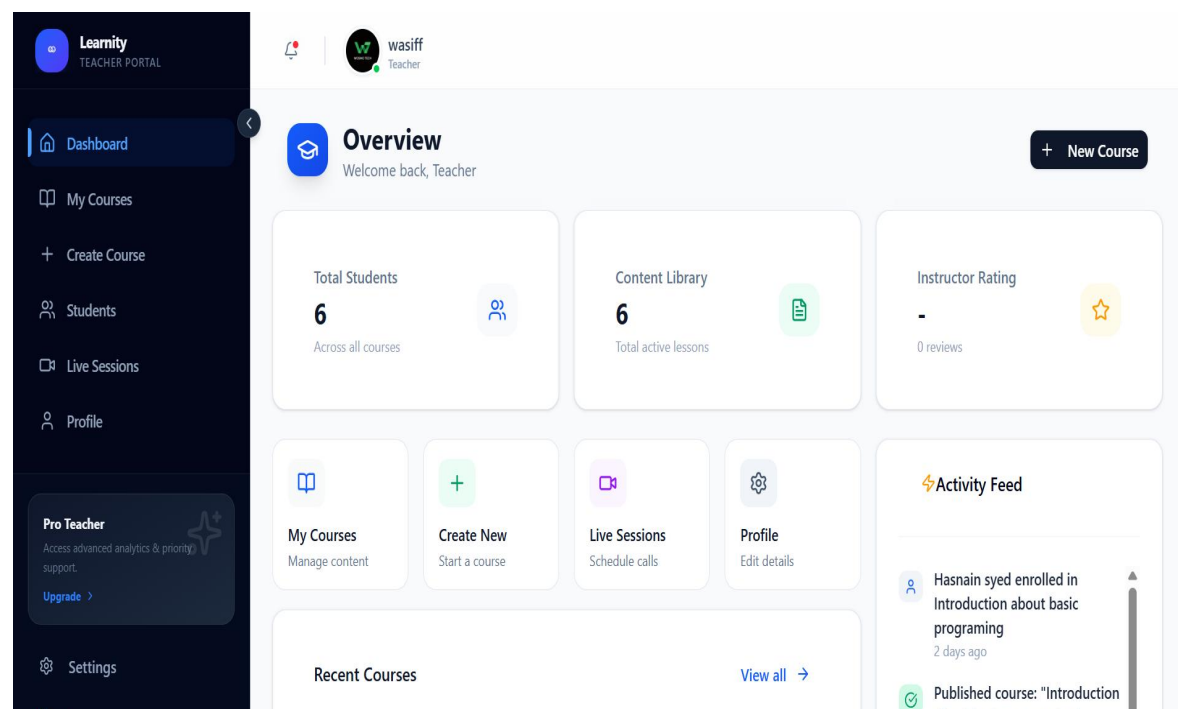 Learnity
TEACHER PORTAL
Dashboard
My Courses
Create Course
Students
Live Sessions
Profile
Pro Teacher
Access advanced analytics & priority
support.
Upgrade
Settings
wasiff
Teacher
Overview
Welcome back, Teacher
New Course
Total Students
6
Across all courses
Content Library
6
Total active lessons
Instructor Rating
-
0 reviews
My Courses
Manage content
Create New
Start a course
Live Sessions
Schedule calls
Profile
Edit details
Recent Courses
View all
Activity Feed
Hasnain syed enrolled in
Introduction about basic
programing
2 days ago
Published course: "Introduction